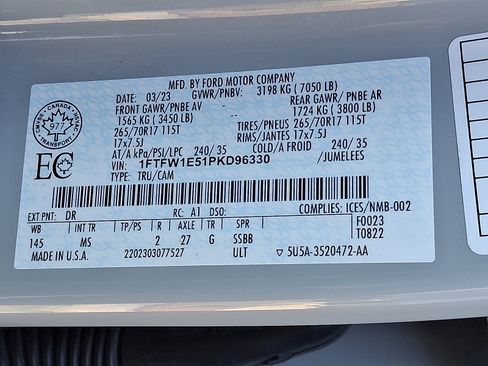 MFD. BY FORD MOTOR COMPANY
DATE: 03/23 GVWR/PNBV: 3198 KG ( 7050 LB)
FRONT GAWR/PNBE AV REAR GAWR/ PNBE AR
1565 KG ( 3450 LB) 1724 KG ( 3800 LB)
265/70R17 115T TIRES/PNEUS 265/70R17 115T
17x7.5J RIMS/JANTES 17x7.5J
AT/A kPa/PSI/LPC 240/ 35 COLD/A FROID 240/ 35
VIN: 1FTFW1E51PKD96330 /JUMELEES
TYPE: TRU/CAM
CANADA
977
TRANSPORT
EC
EXT PNT: DR RC: A1 DSO: COMPLIES: ICES/NMB-002
WB INT TR TP/PS R AXLE TR SPR F0023
145 MS 2 27 G SSBB T0822
MADE IN U.S.A. 2202303077527 ULT ▽ 5U5A-3520472-AA